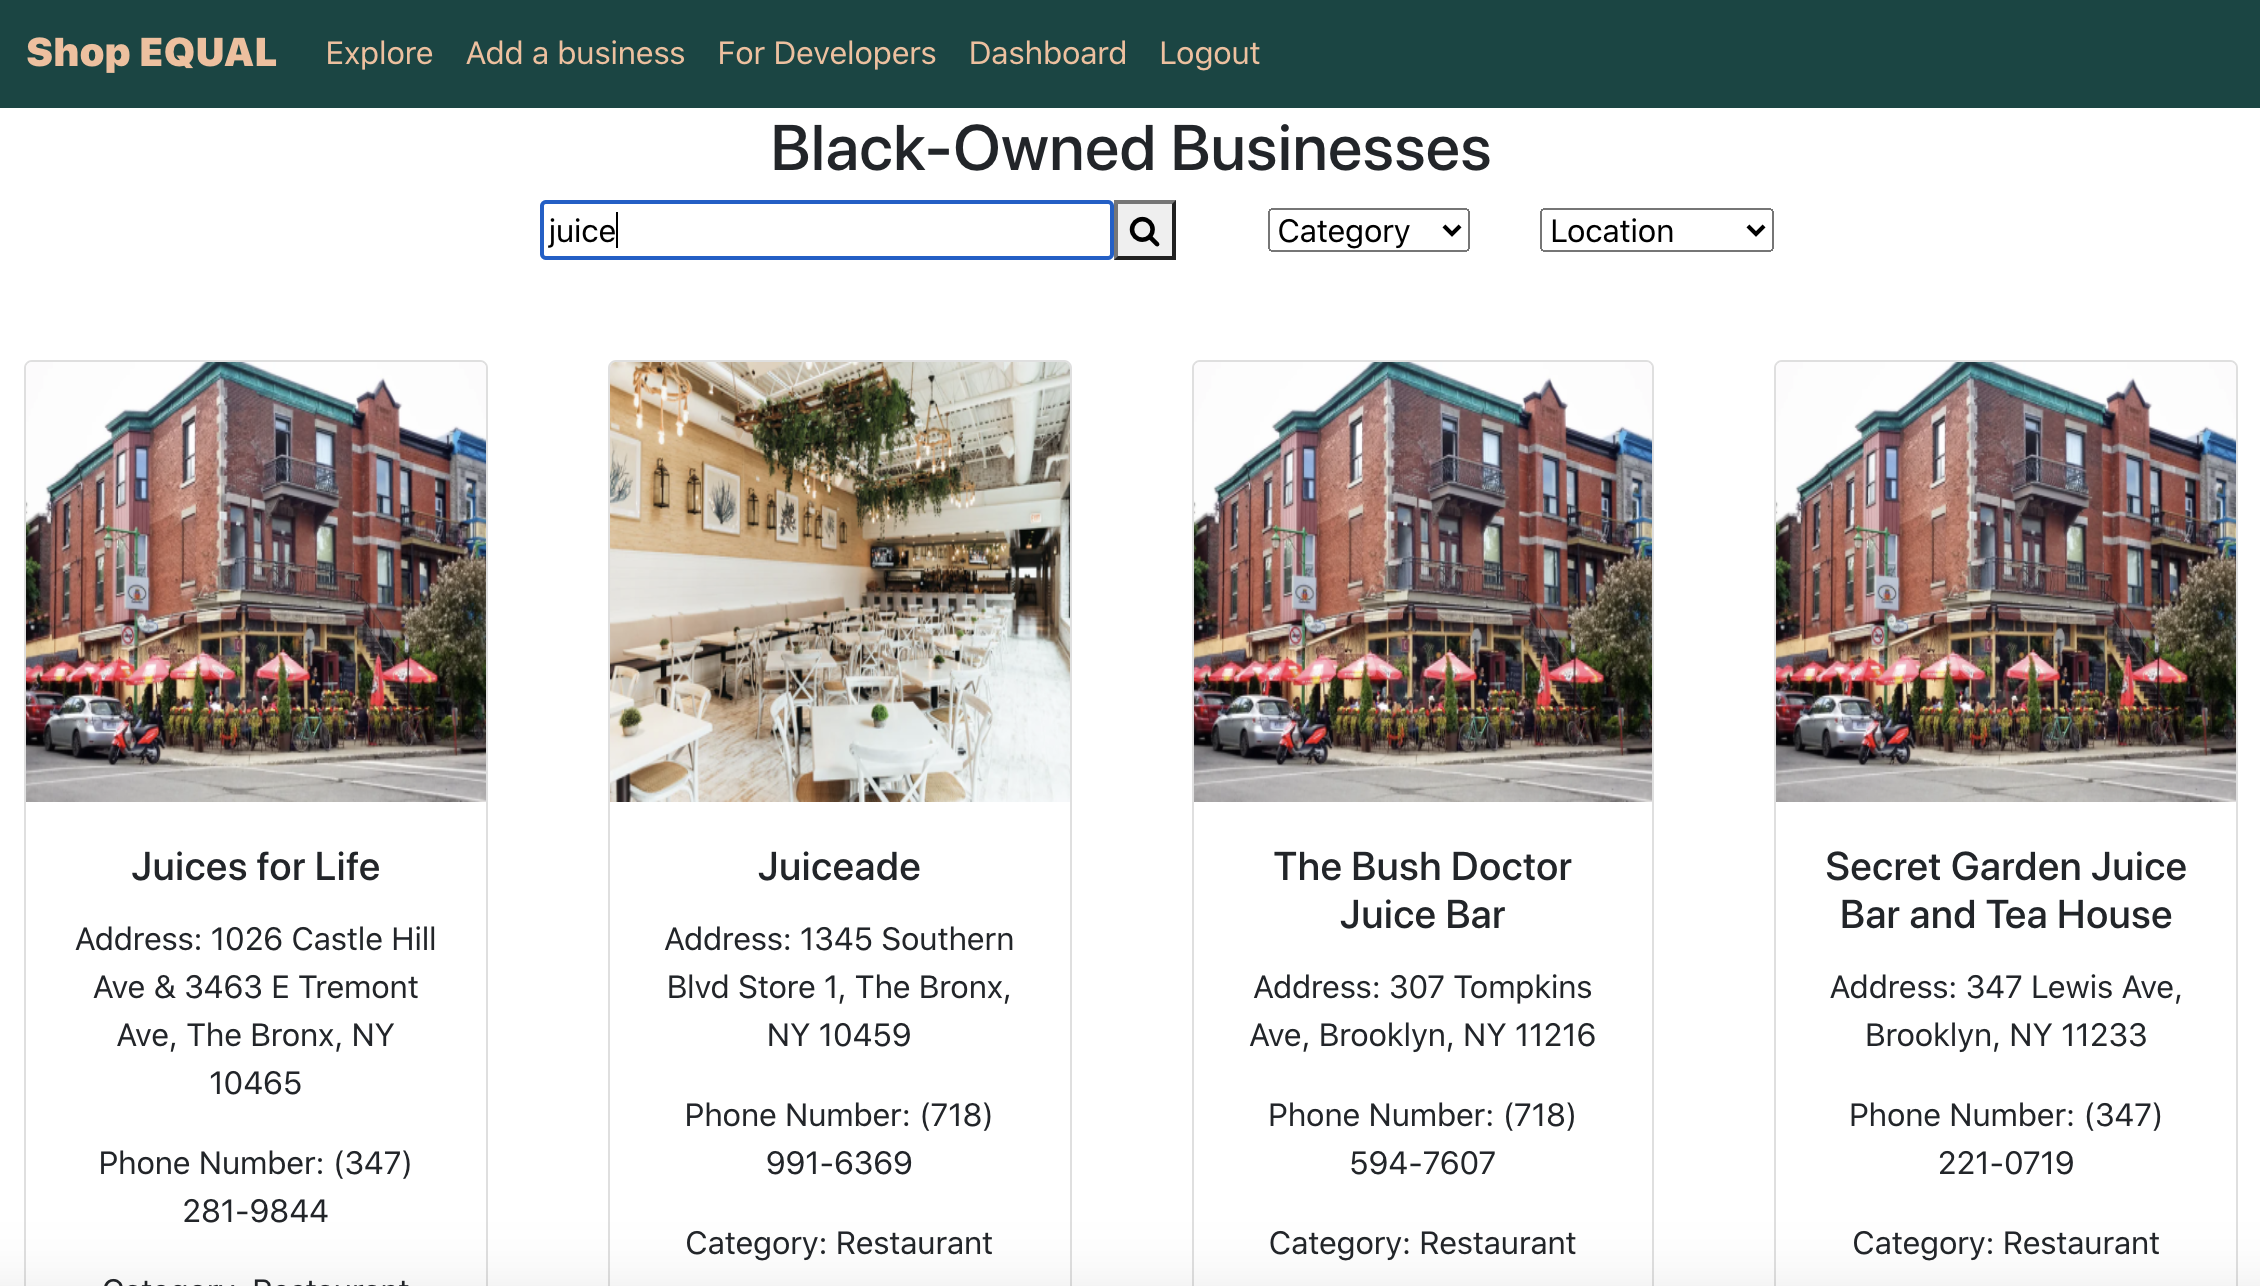 Shop EQUAL Explore Add a business For Developers Dashboard Logout
Black-Owned Businesses
juice Category Location
Juices for Life
Address: 1026 Castle Hill
Ave & 3463 E Tremont
Ave, The Bronx, NY
10465
Phone Number: (347)
281-9844
Category: Restaurant
Juiceade
Address: 1345 Southern
Blvd Store 1, The Bronx,
NY 10459
Phone Number: (718)
991-6369
Category: Restaurant
The Bush Doctor
Juice Bar
Address: 307 Tompkins
Ave, Brooklyn, NY 11216
Phone Number: (718)
594-7607
Category: Restaurant
Secret Garden Juice
Bar and Tea House
Address: 347 Lewis Ave,
Brooklyn, NY 11233
Phone Number: (347)
221-0719
Category: Restaurant